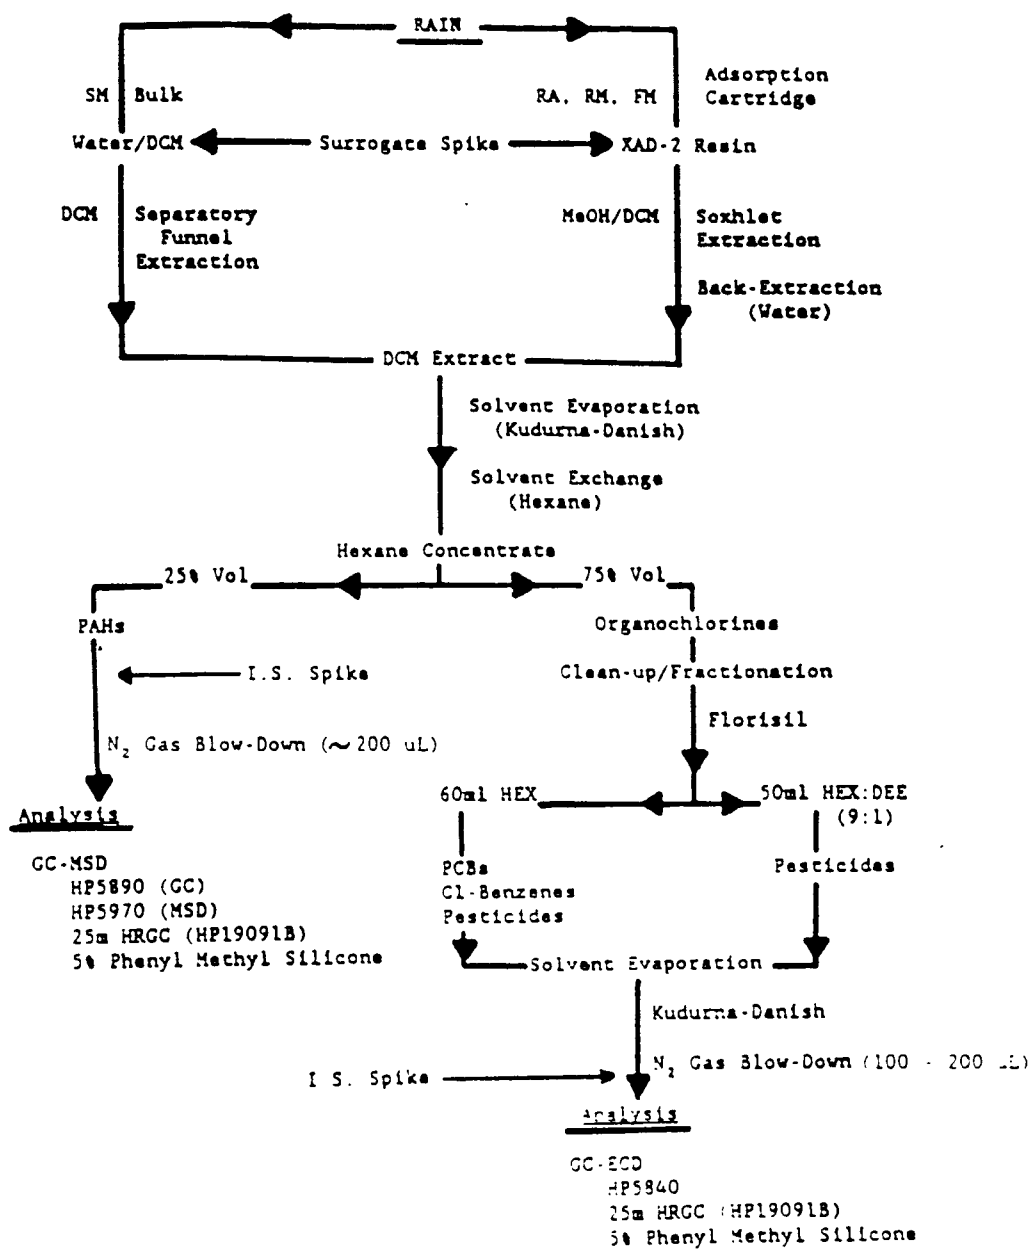 RAIN
SM Bulk
RA, RM, FM
Adsorption
Cartridge
Water/DCM
Surrogate Spike
XAD-2 Resin
DCM
Separatory
Funnel
Extraction
MeOH/DCM
Soxhlet
Extraction
Back-Extraction
(Water)
DCM Extract
Solvent Evaporation
(Kudurna-Danish)
Solvent Exchange
(Hexane)
Hexane Concentrate
25% Vol
75% Vol
PAHs
Organochlorines
I.S. Spike
Clean-up/Fractionation
Florisil
N2 Gas Blow-Down (~200 uL)
Analysis
60ml HEX
50ml HEX:DEE
(9:1)
GC-MSD
HP5890 (GC)
HP5970 (MSD)
25m HRGC (HP19091B)
5% Phenyl Methyl Silicone
PCBs
Cl-Benzenes
Pesticides
Pesticides
Solvent Evaporation
Kudurna-Danish
N2 Gas Blow-Down (100 - 200 uL)
I S. Spike
Analysis
GC-ECD
HP5840
25m HRGC (HP19091B)
5% Phenyl Methyl Silicone